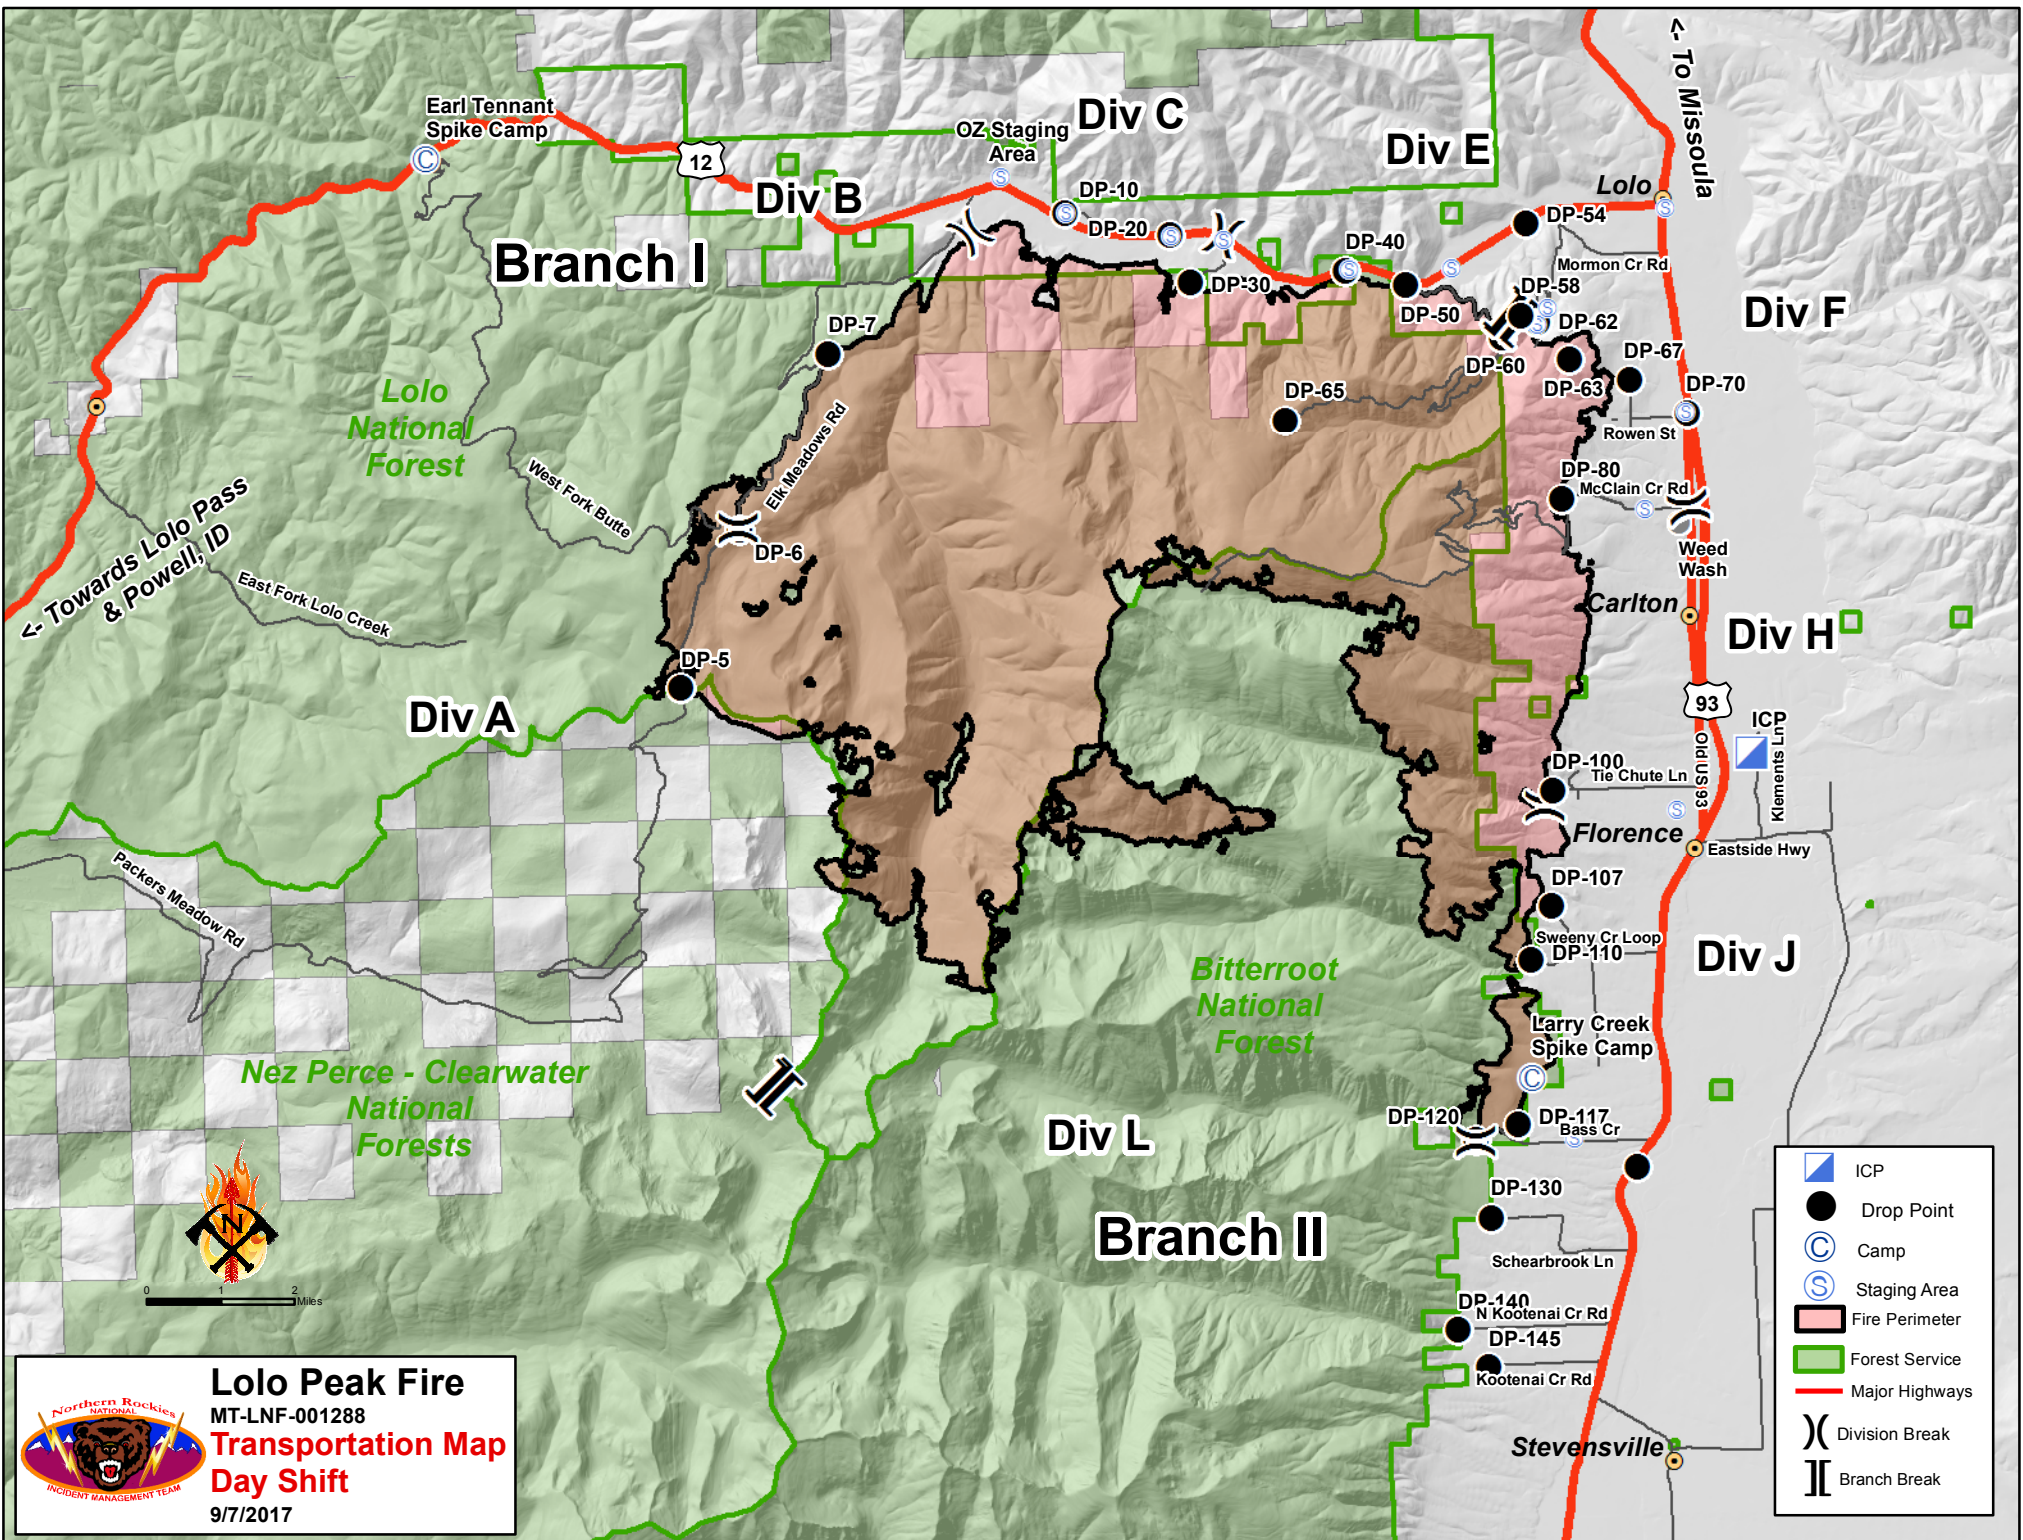 <- To Missoula
Earl Tennant
Spike Camp
Div C
OZ Staging
Area
Div E
12
Div B
DP-10
Lolo
DP-20
DP-54
DP-40
Branch I
Mormon Cr Rd
DP-30
DP-58
DP-50
Div F
DP-7
DP-62
DP-60
DP-67
DP-63
DP-70
DP-65
Lolo
National
Forest
Rowen St
Elk Meadows Rd
West Fork Butte
DP-80
McClain Cr Rd
<- Towards Lolo Pass
& Powell, ID
DP-6
Weed
Wash
East Fork Lolo Creek
Carlton
Div H
DP-5
93
Div A
ICP
Klements Ln
Old US 93
DP-100
Tie Chute Ln
Florence
Eastside Hwy
Packers Meadow Rd
DP-107
Sweeny Cr Loop
DP-110
Div J
Bitterroot
National
Forest
Larry Creek
Spike Camp
Nez Perce - Clearwater
National
Forests
DP-120
DP-117
Bass Cr
Div L
DP-130
Branch II
Schearbrook Ln
DP-140
N Kootenai Cr Rd
DP-145
Kootenai Cr Rd
Stevensville
N
0 1 2
Miles
ICP
Drop Point
C Camp
S Staging Area
Fire Perimeter
Forest Service
Major Highways
Division Break
Branch Break
Northern Rockies
NATIONAL
INCIDENT MANAGEMENT TEAM
Lolo Peak Fire
MT-LNF-001288
Transportation Map
Day Shift
9/7/2017